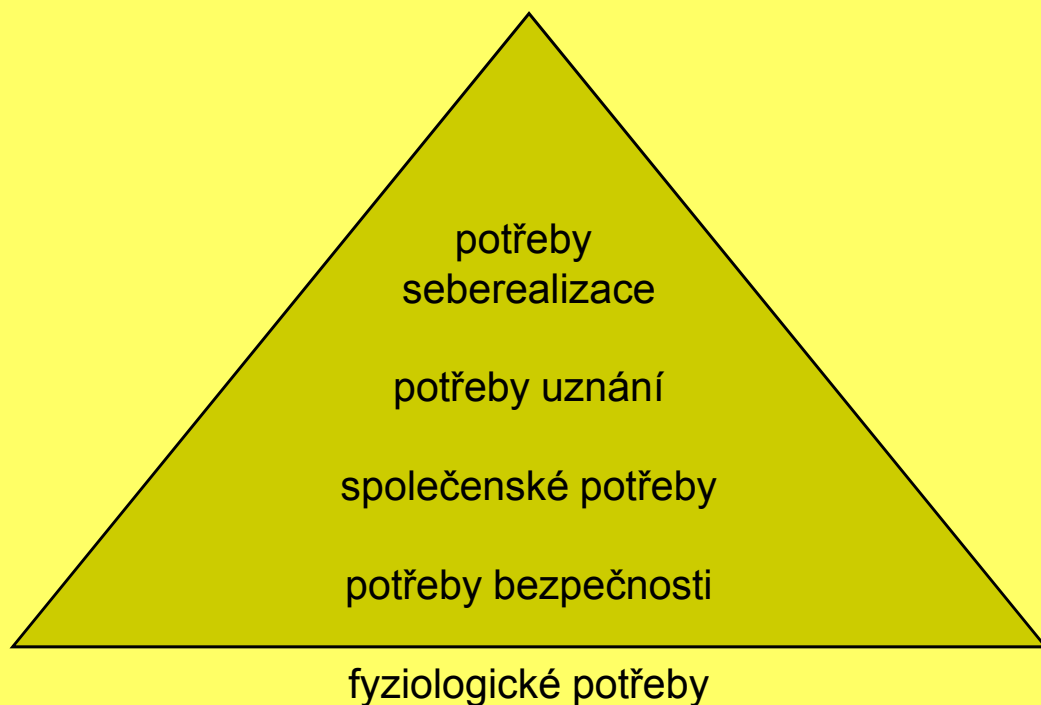 potřeby
seberealizace
potřeby uznání
společenské potřeby
potřeby bezpečnosti
fyziologické potřeby